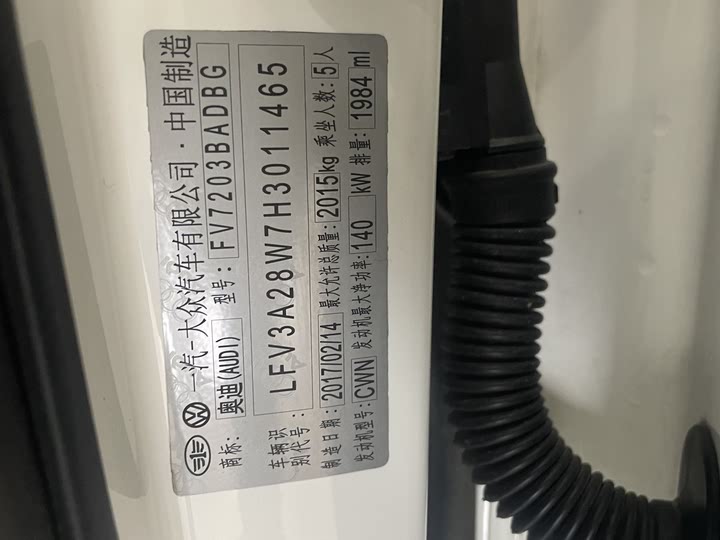 一汽-大众汽车有限公司·中国制造
商标: 奥迪(AUDI) 型号: FV7203BADBG
车辆识别代号: LFV3A28W7H3011465
制造日期: 2017/02/14 最大允许总质量: 2015kg 乘坐人数: 5人
发动机型号: CWN 发动机最大净功率: 140 kW 排量: 1984 ml